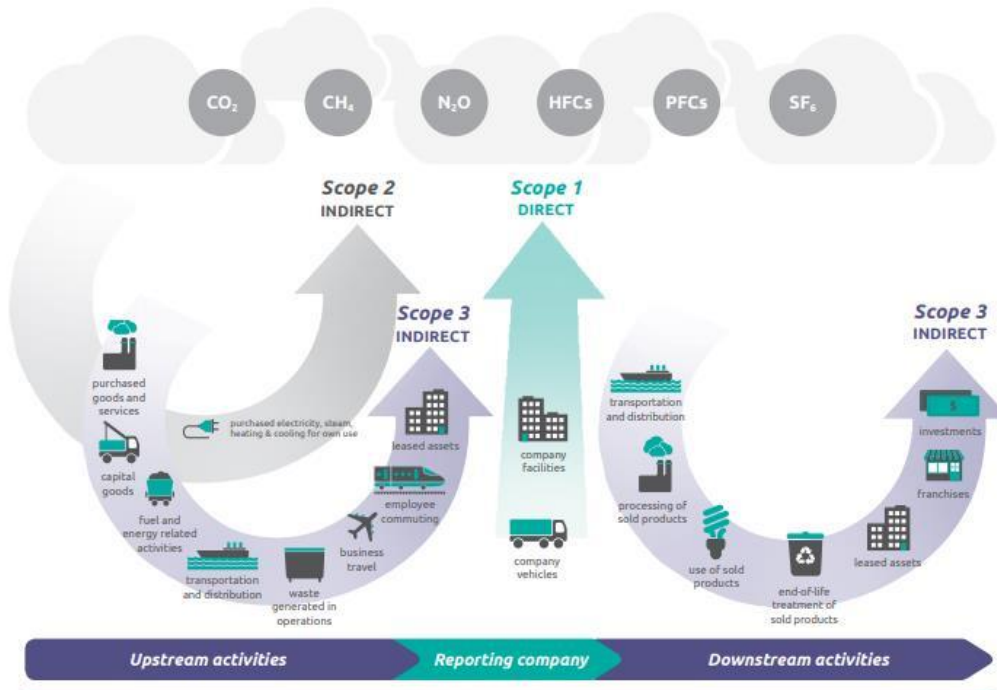 CO₂ CH₄ N₂O HFCs PFCs SF₆
Scope 2
INDIRECT
Scope 1
DIRECT
Scope 3
INDIRECT
Scope 3
INDIRECT
purchased
goods and
services
capital
goods
fuel and
energy related
activities
transportation
and distribution
waste
generated in
operations
business
travel
employee
commuting
leased assets
purchased electricity, steam,
heating & cooling for own use
company
facilities
company
vehicles
transportation
and distribution
processing of
sold products
use of sold
products
end-of-life
treatment of
sold products
leased assets
franchises
investments
$
Upstream activities
Reporting company
Downstream activities